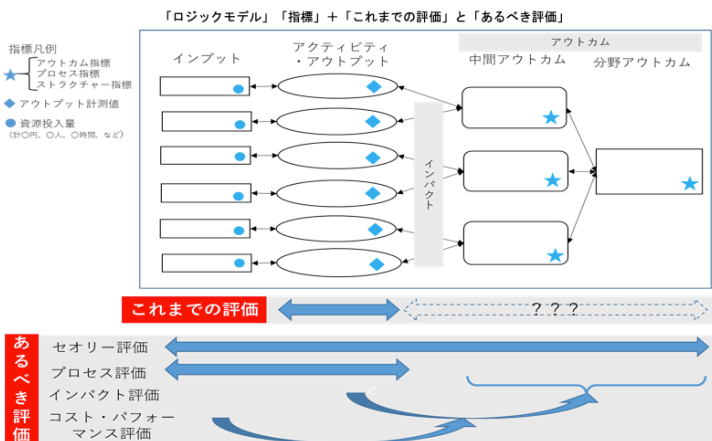 「ロジックモデル」「指標」＋「これまでの評価」と「あるべき評価」
指標凡例
アウトカム指標
プロセス指標
ストラクチャー指標
アウトプット計測値
資源投入量
（計〇円、〇人、〇時間、など）
インプット
アクティビティ
・アウトプット
アウトカム
中間アウトカム
分野アウトカム
インパクト
これまでの評価
？？？
あるべき評価
セオリー評価
プロセス評価
インパクト評価
コスト・パフォー
マンス評価